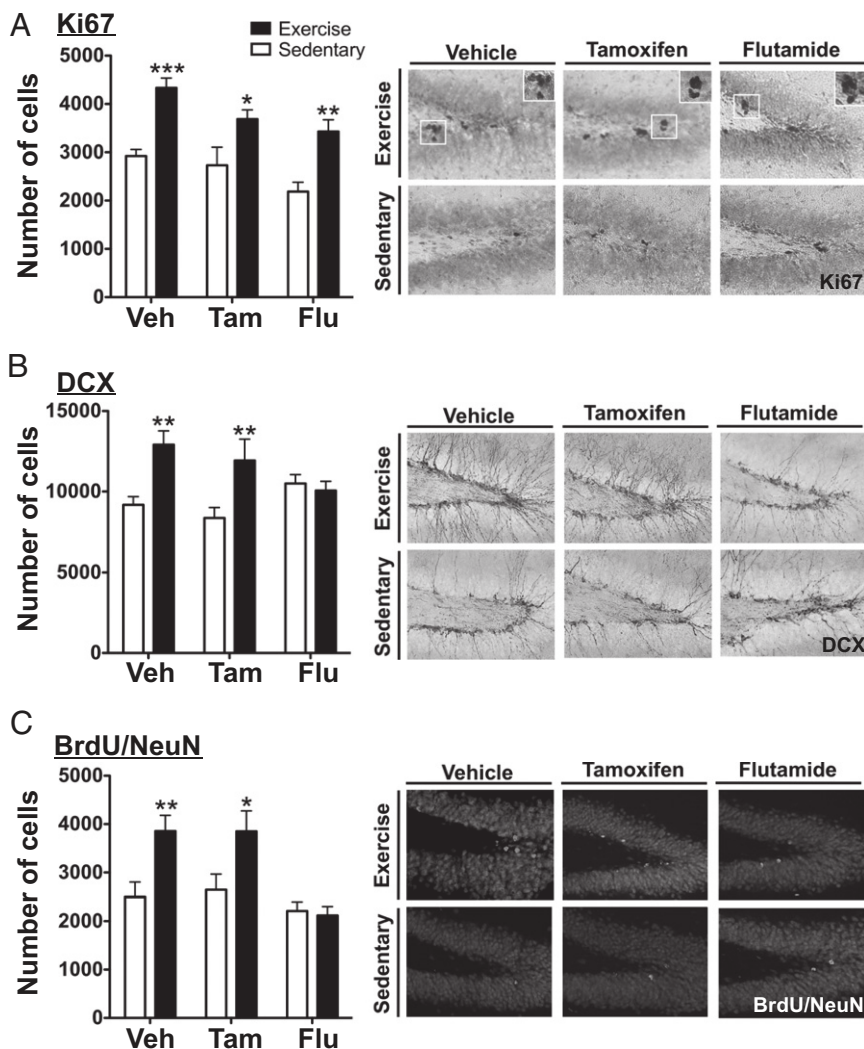 A
Ki67
Exercise
Sedentary
Number of cells
5000
4000
3000
2000
1000
0
***
*
**
Veh Tam Flu
Vehicle Tamoxifen Flutamide
Exercise
Sedentary
Ki67
B
DCX
Number of cells
15000
10000
5000
0
**
**
Veh Tam Flu
Vehicle Tamoxifen Flutamide
Exercise
Sedentary
DCX
C
BrdU/NeuN
Number of cells
5000
4000
3000
2000
1000
0
**
*
Veh Tam Flu
Vehicle Tamoxifen Flutamide
Exercise
Sedentary
BrdU/NeuN